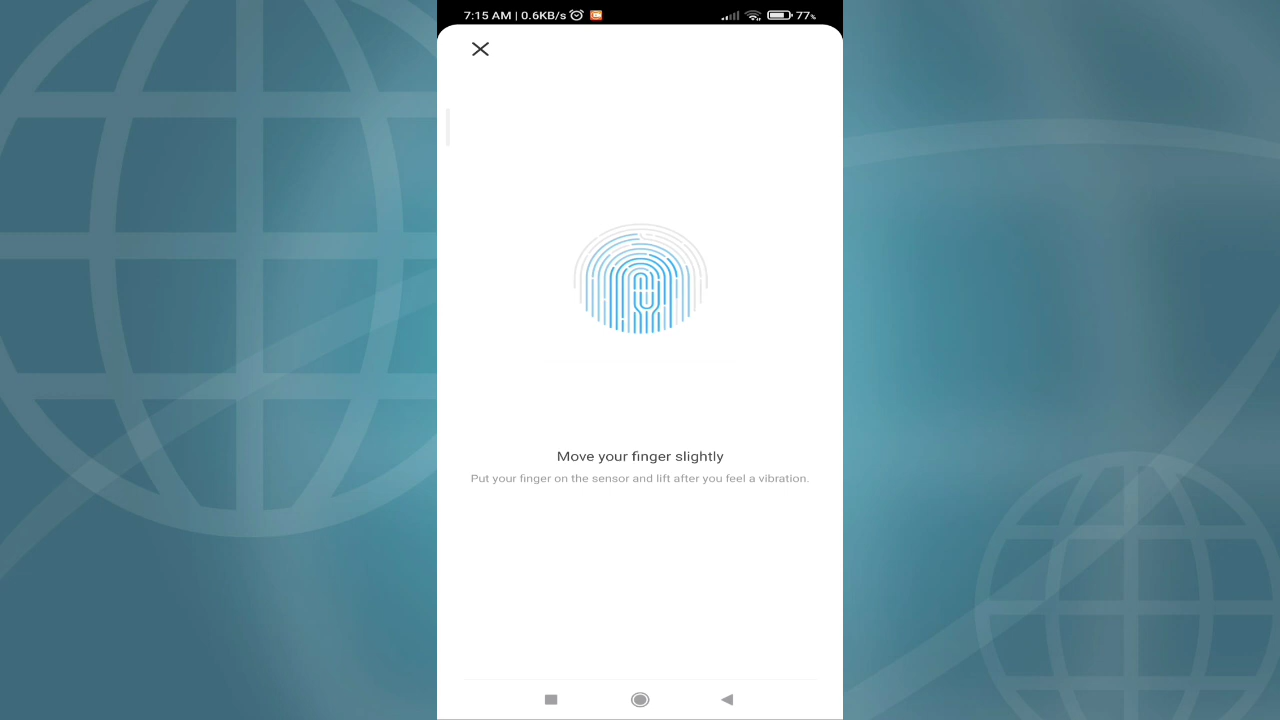 7:15 AM | 0.6KB/s
77%
Move your finger slightly
Put your finger on the sensor and lift after you feel a vibration.